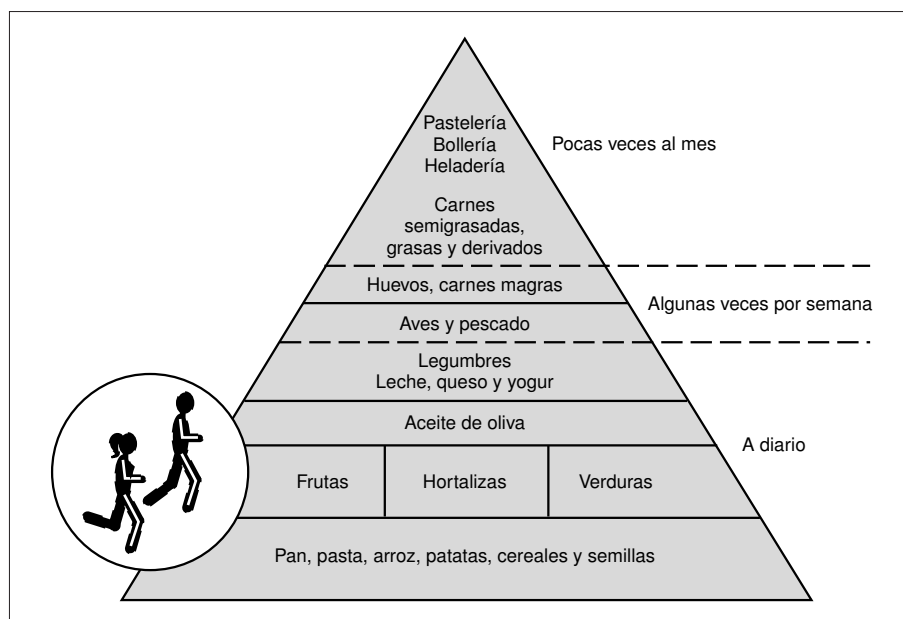 Pastelería
Bollería
Heladería
Pocas veces al mes
Carnes
semigrasadas,
grasas y derivados
Huevos, carnes magras
Algunas veces por semana
Aves y pescado
Legumbres
Leche, queso y yogur
Aceite de oliva
A diario
Frutas
Hortalizas
Verduras
Pan, pasta, arroz, patatas, cereales y semillas